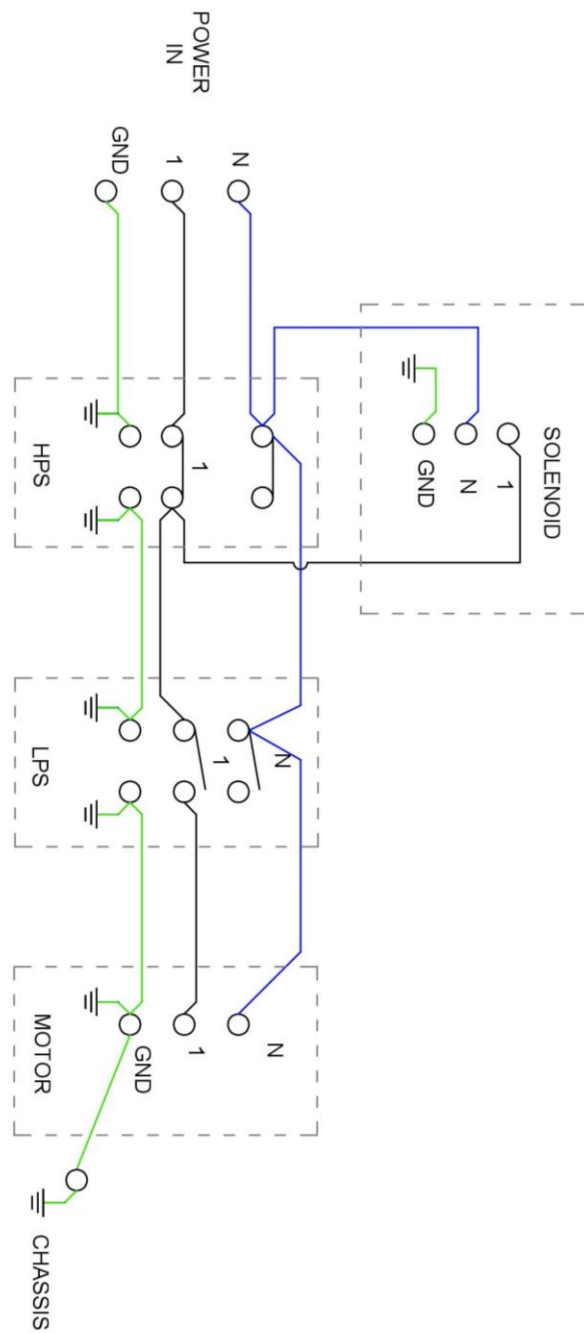 SOLENOID
1
N
GND
POWER
IN
N
1
GND
1
HPS
N
1
LPS
N
1
GND
MOTOR
CHASSIS